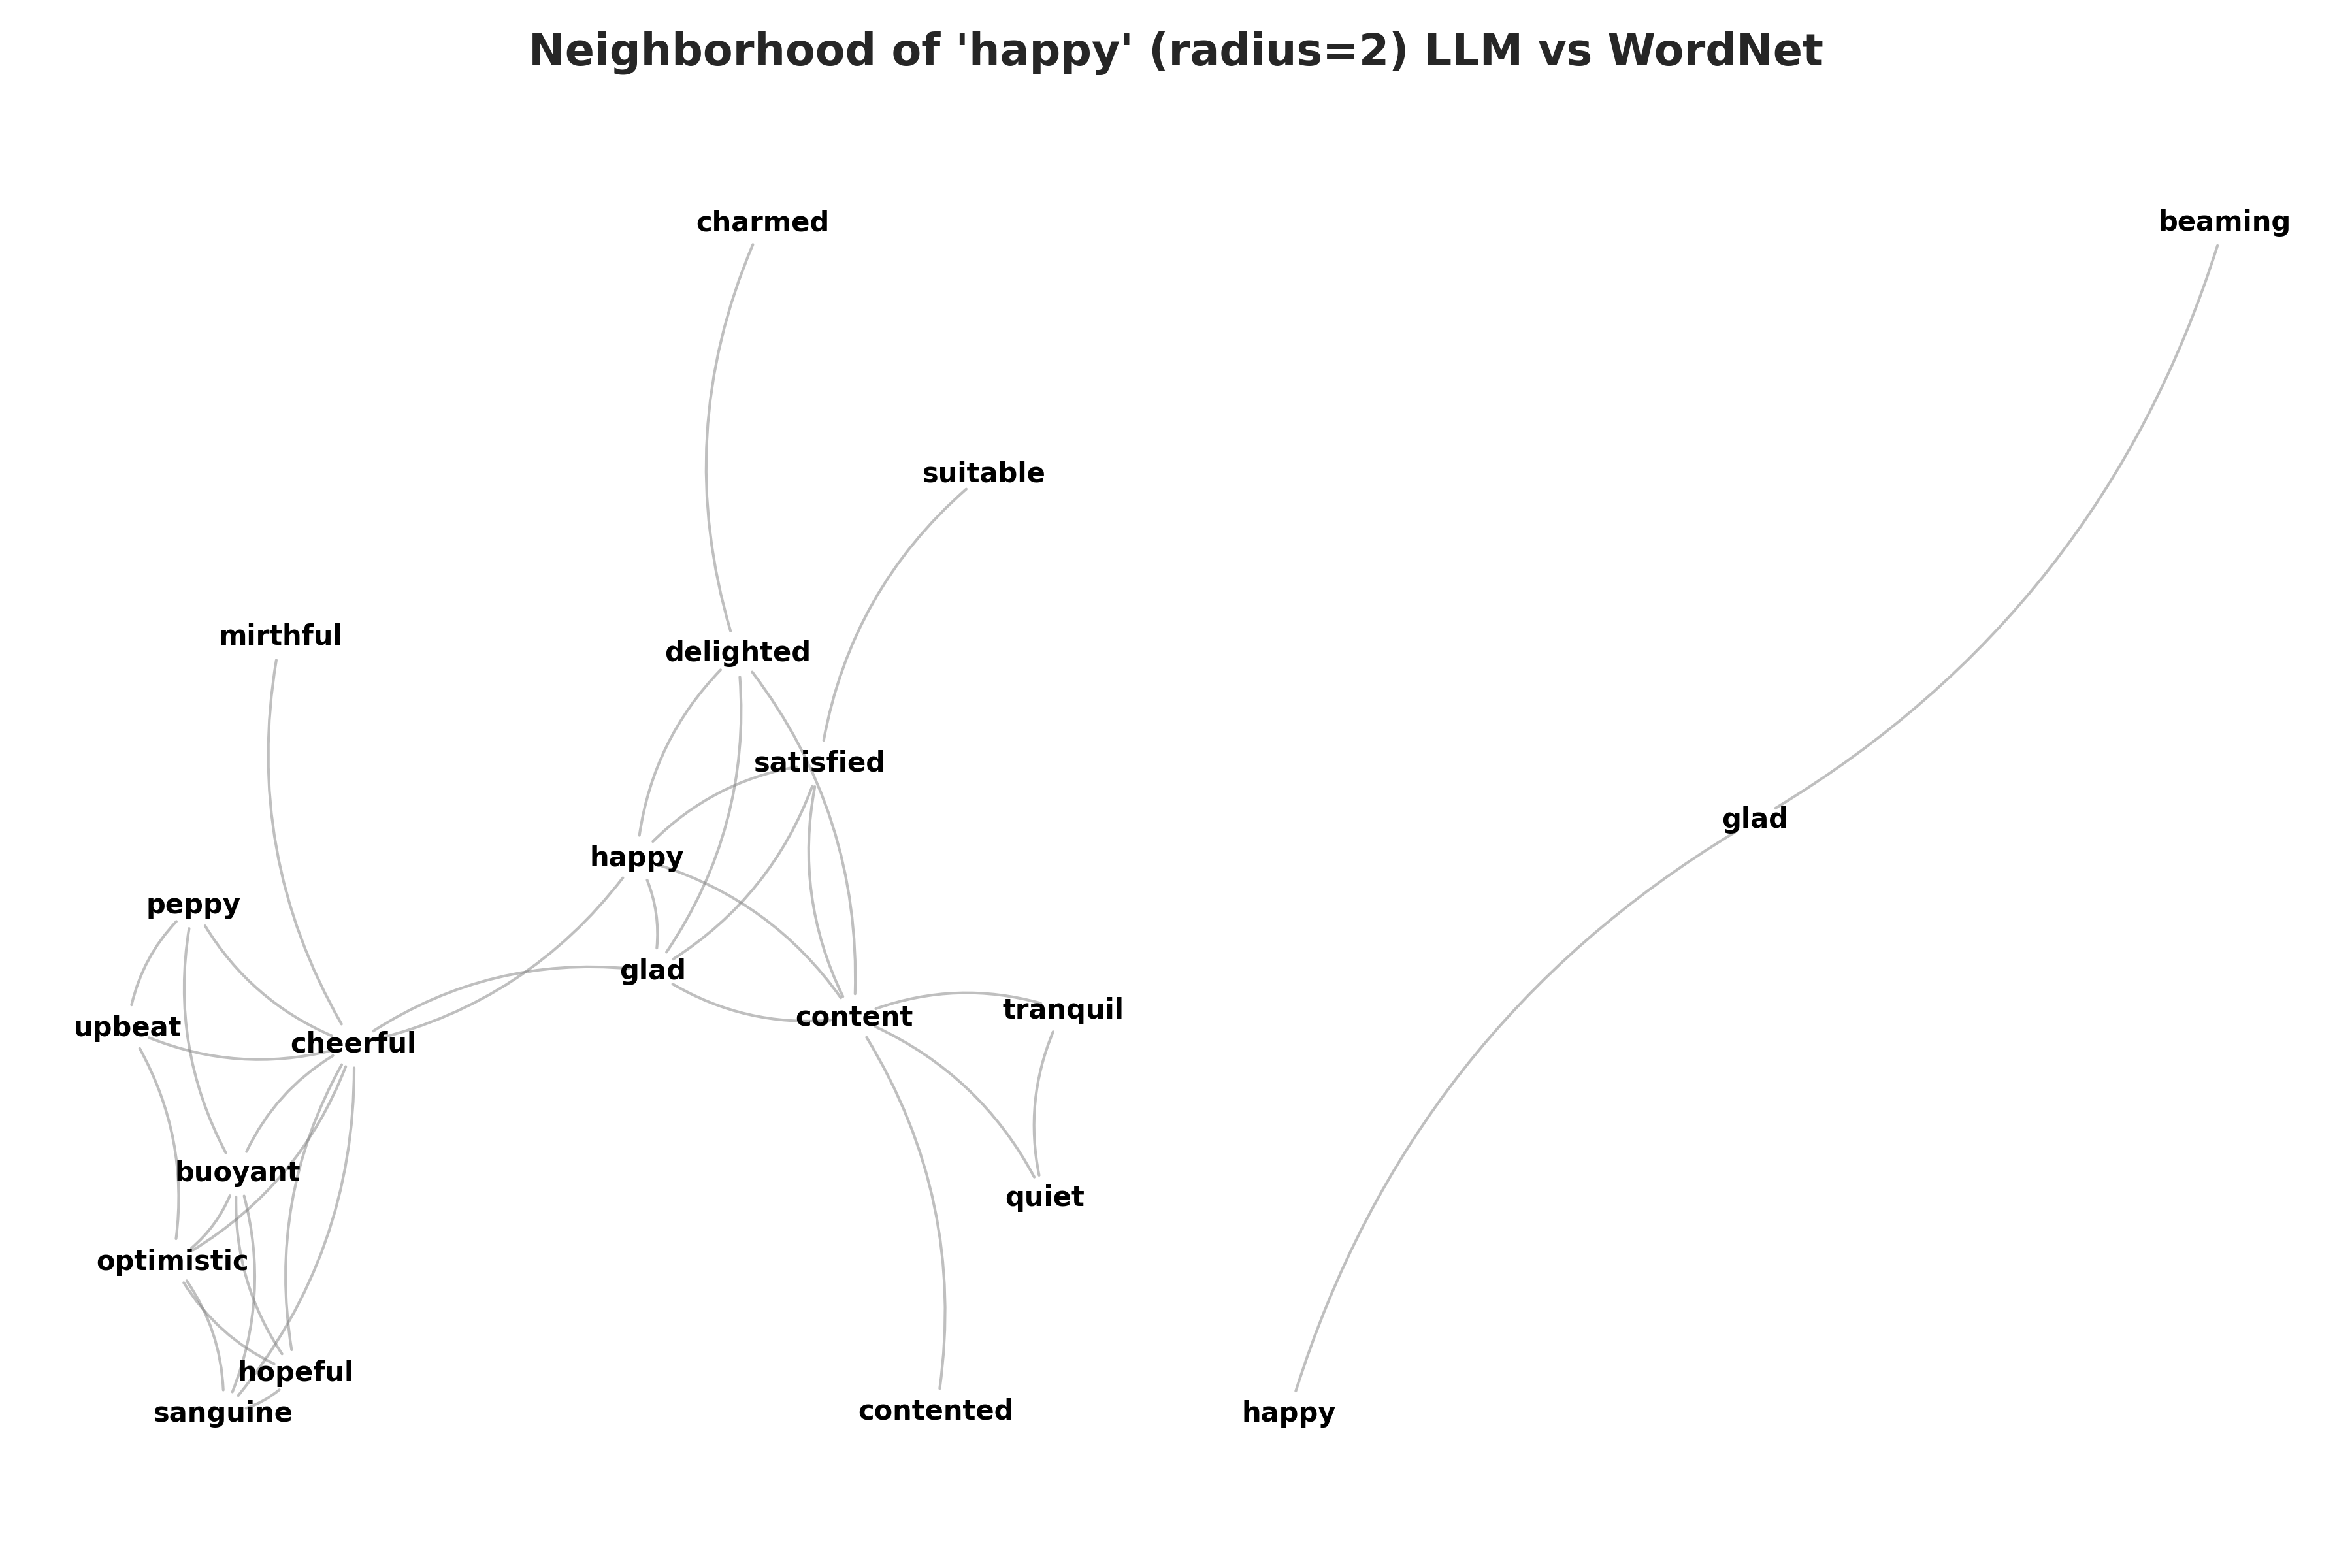 Neighborhood of 'happy' (radius=2) LLM vs WordNet
charmed
beaming
suitable
mirthful
delighted
satisfied
glad
happy
peppy
glad
tranquil
content
upbeat
cheerful
buoyant
quiet
optimistic
hopeful
contented
sanguine
happy